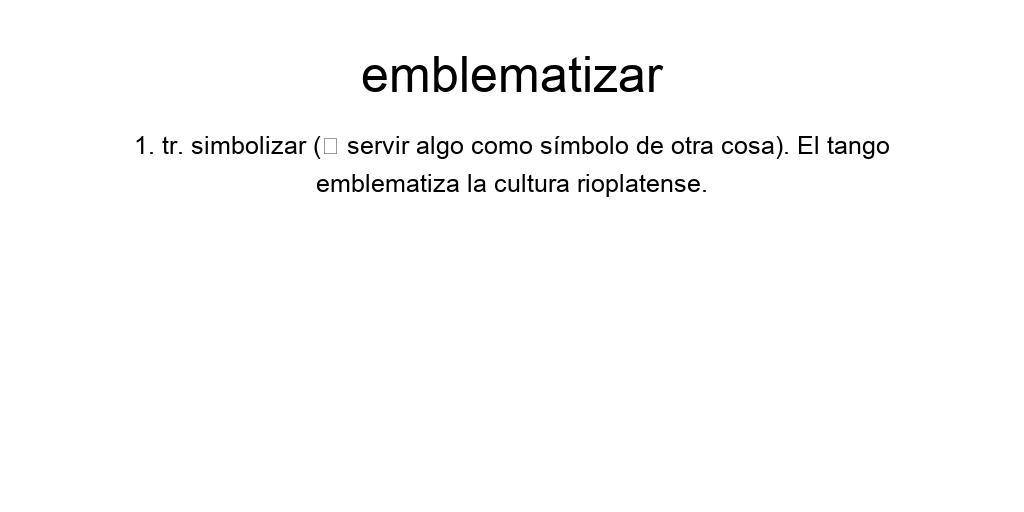 emblematizar
1. tr. simbolizar (□ servir algo como símbolo de otra cosa). El tango
emblematiza la cultura rioplatense.